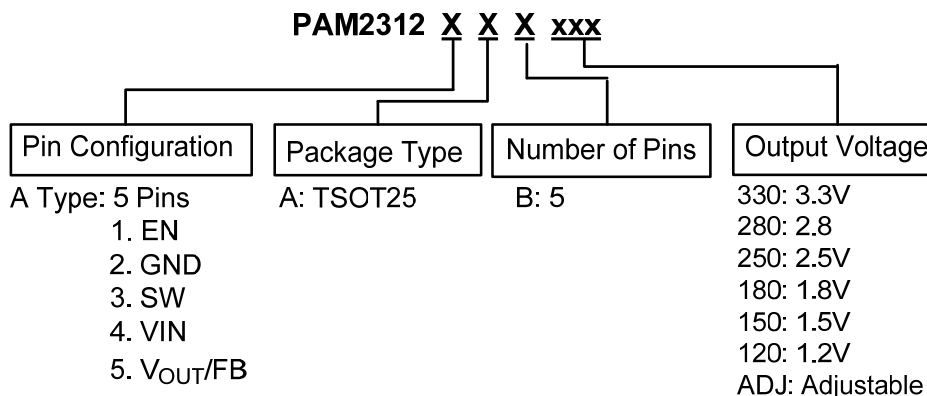 PAM2312 X X X xxx
Pin Configuration
A Type: 5 Pins
1. EN
2. GND
3. SW
4. VIN
5. VOUT/FB
Package Type
A: TSOT25
Number of Pins
B: 5
Output Voltage
330: 3.3V
280: 2.8
250: 2.5V
180: 1.8V
150: 1.5V
120: 1.2V
ADJ: Adjustable